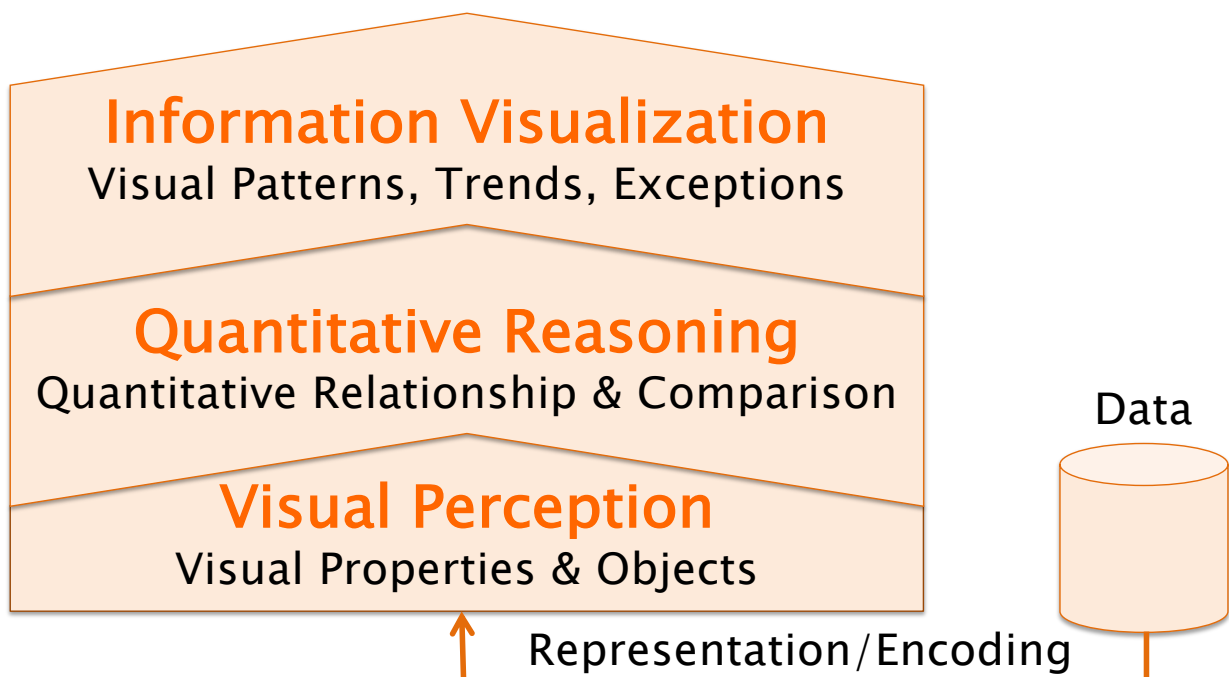 Information Visualization
Visual Patterns, Trends, Exceptions
Quantitative Reasoning
Quantitative Relationship & Comparison
Data
Visual Perception
Visual Properties & Objects
Representation/Encoding